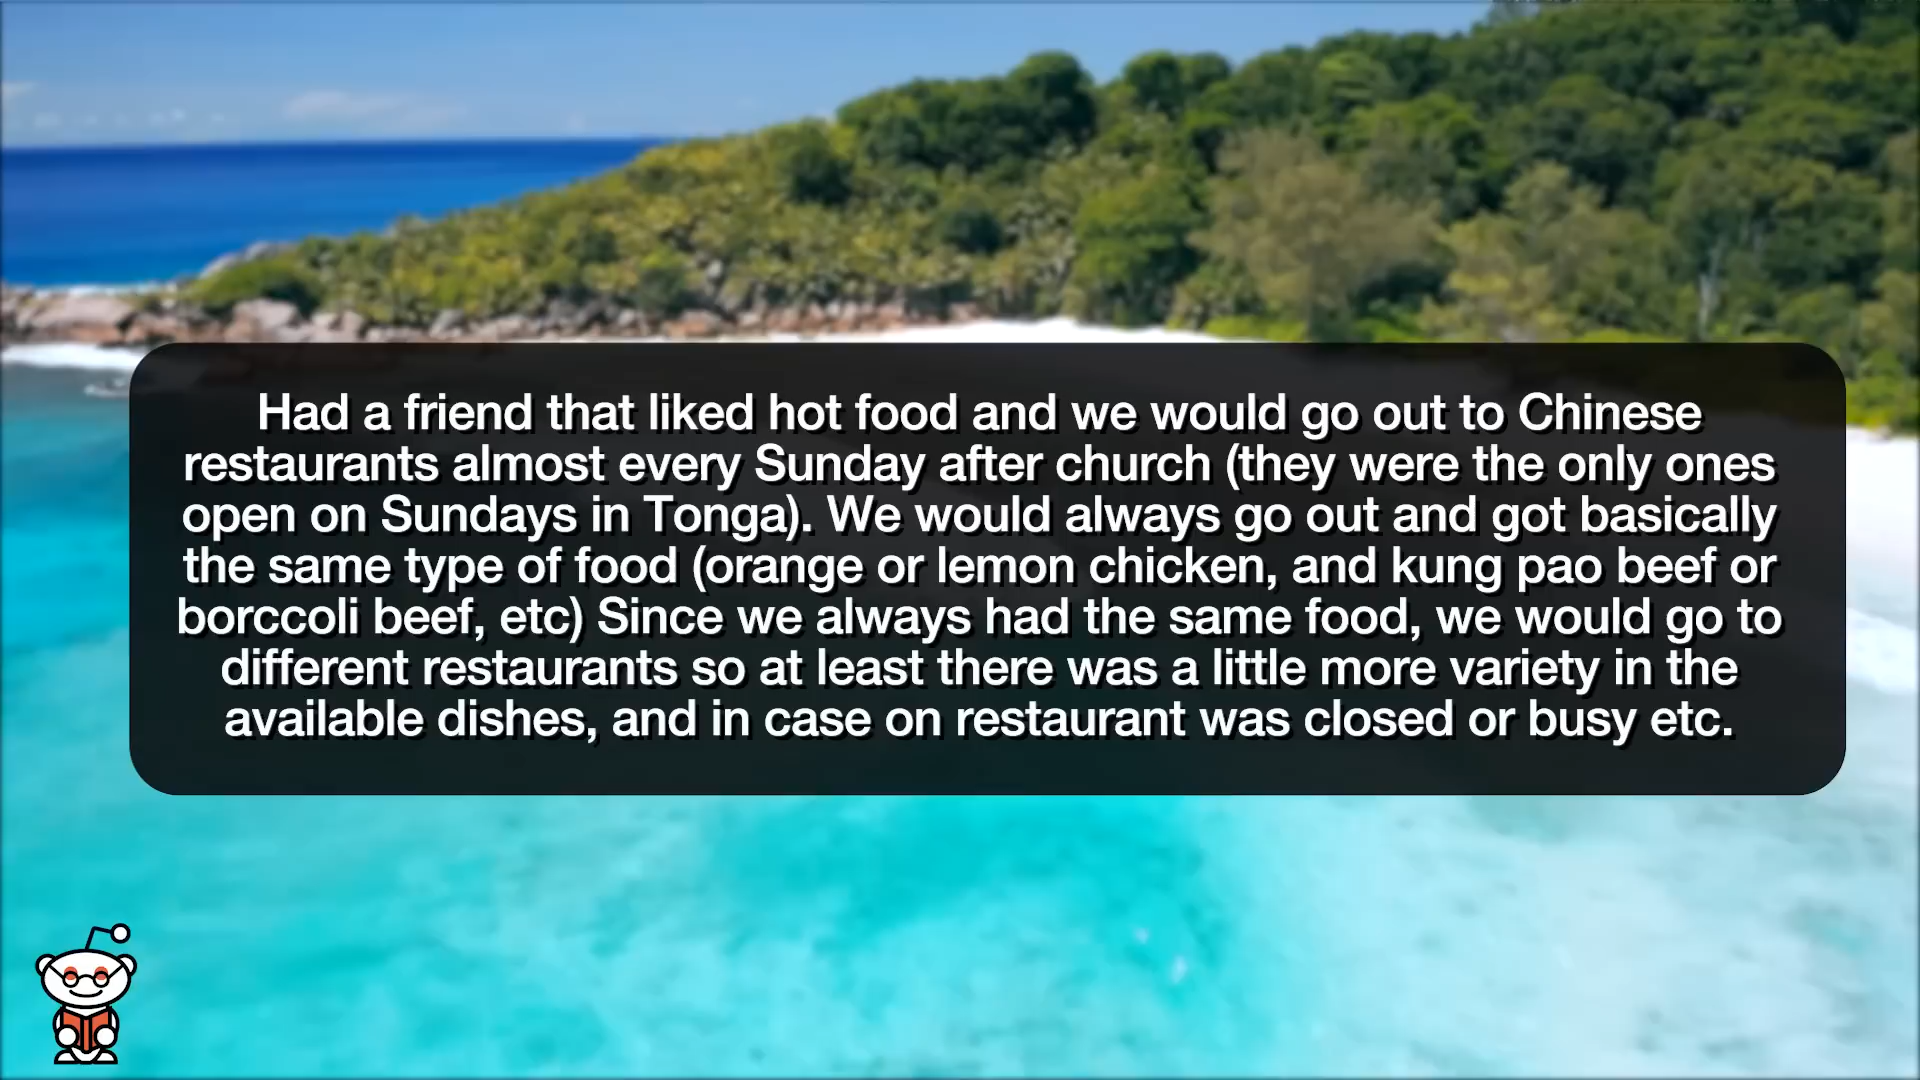 Had a friend that liked hot food and we would go out to Chinese
restaurants almost every Sunday after church (they were the only ones
open on Sundays in Tonga). We would always go out and got basically
the same type of food (orange or lemon chicken, and kung pao beef or
borccoli beef, etc) Since we always had the same food, we would go to
different restaurants so at least there was a little more variety in the
available dishes, and in case on restaurant was closed or busy etc.